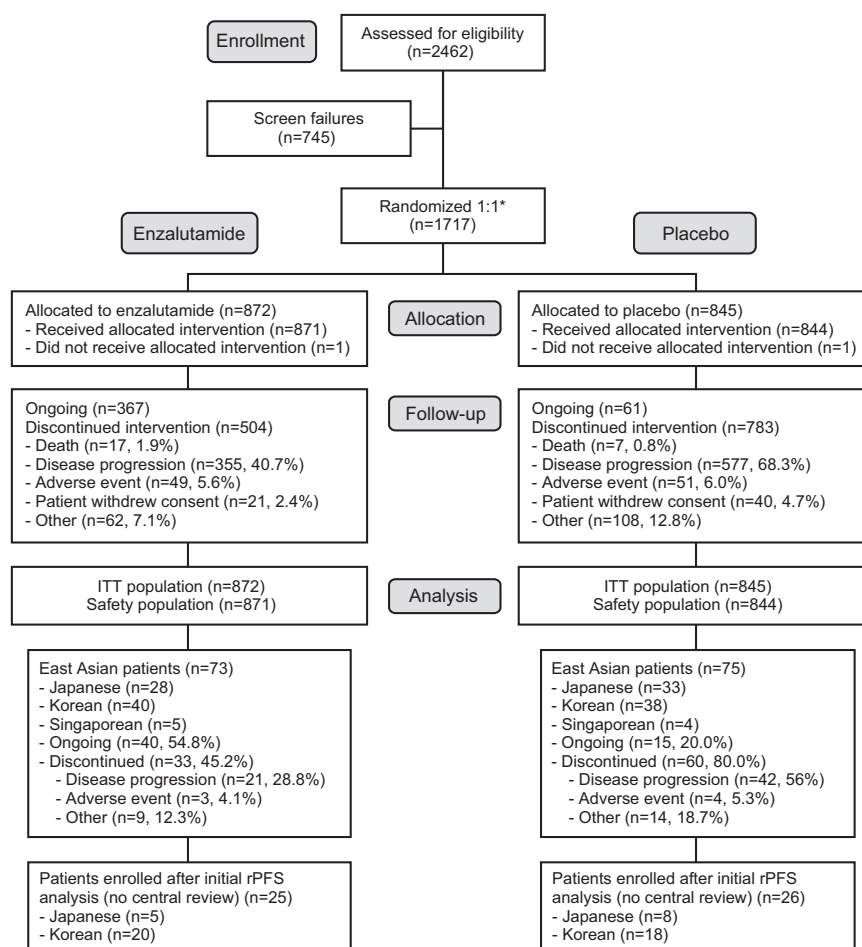 Enrollment
Assessed for eligibility
(n=2462)
Screen failures
(n=745)
Randomized 1:1*
(n=1717)
Enzalutamide
Placebo
Allocated to enzalutamide (n=872)
- Received allocated intervention (n=871)
- Did not receive allocated intervention (n=1)
Allocation
Allocated to placebo (n=845)
- Received allocated intervention (n=844)
- Did not receive allocated intervention (n=1)
Ongoing (n=367)
Discontinued intervention (n=504)
- Death (n=17, 1.9%)
- Disease progression (n=355, 40.7%)
- Adverse event (n=49, 5.6%)
- Patient withdrew consent (n=21, 2.4%)
- Other (n=62, 7.1%)
Follow-up
Ongoing (n=61)
Discontinued intervention (n=783)
- Death (n=7, 0.8%)
- Disease progression (n=577, 68.3%)
- Adverse event (n=51, 6.0%)
- Patient withdrew consent (n=40, 4.7%)
- Other (n=108, 12.8%)
ITT population (n=872)
Safety population (n=871)
Analysis
ITT population (n=845)
Safety population (n=844)
East Asian patients (n=73)
- Japanese (n=28)
- Korean (n=40)
- Singaporean (n=5)
- Ongoing (n=40, 54.8%)
- Discontinued (n=33, 45.2%)
- Disease progression (n=21, 28.8%)
- Adverse event (n=3, 4.1%)
- Other (n=9, 12.3%)
East Asian patients (n=75)
- Japanese (n=33)
- Korean (n=38)
- Singaporean (n=4)
- Ongoing (n=15, 20.0%)
- Discontinued (n=60, 80.0%)
- Disease progression (n=42, 56%)
- Adverse event (n=4, 5.3%)
- Other (n=14, 18.7%)
Patients enrolled after initial rPFS
analysis (no central review) (n=25)
- Japanese (n=5)
- Korean (n=20)
Patients enrolled after initial rPFS
analysis (no central review) (n=26)
- Japanese (n=8)
- Korean (n=18)